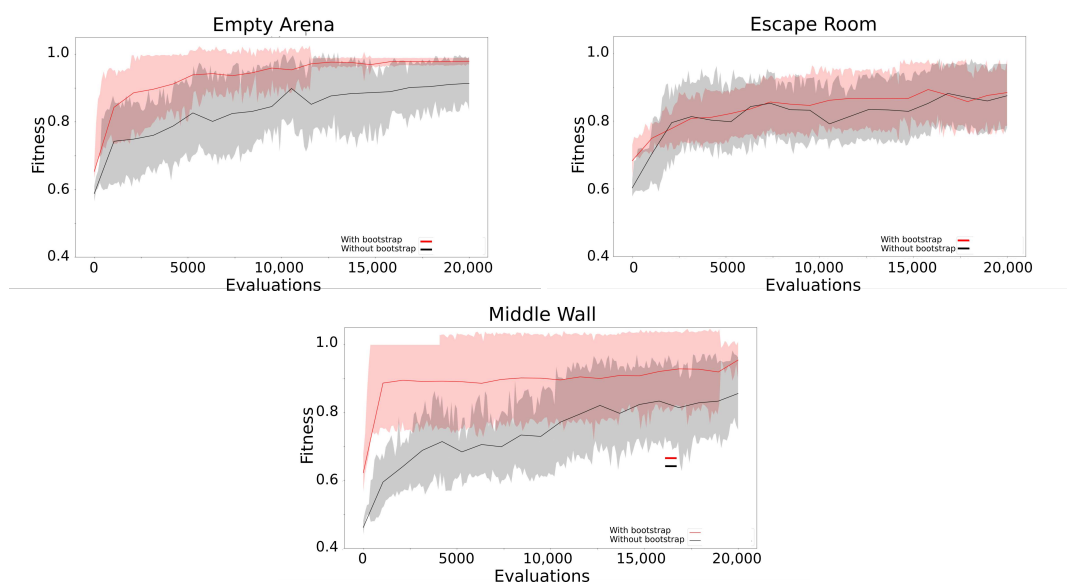 Empty Arena
1.0
0.8
0.6
0.4
Fitness
With bootstrap
Without bootstrap
0 5000 10,000 15,000 20,000
Evaluations
Escape Room
1.0
0.8
0.6
0.4
Fitness
With bootstrap
Without bootstrap
0 5000 10,000 15,000 20,000
Evaluations
Middle Wall
1.0
0.8
0.6
0.4
Fitness
With bootstrap
Without bootstrap
0 5000 10,000 15,000 20,000
Evaluations